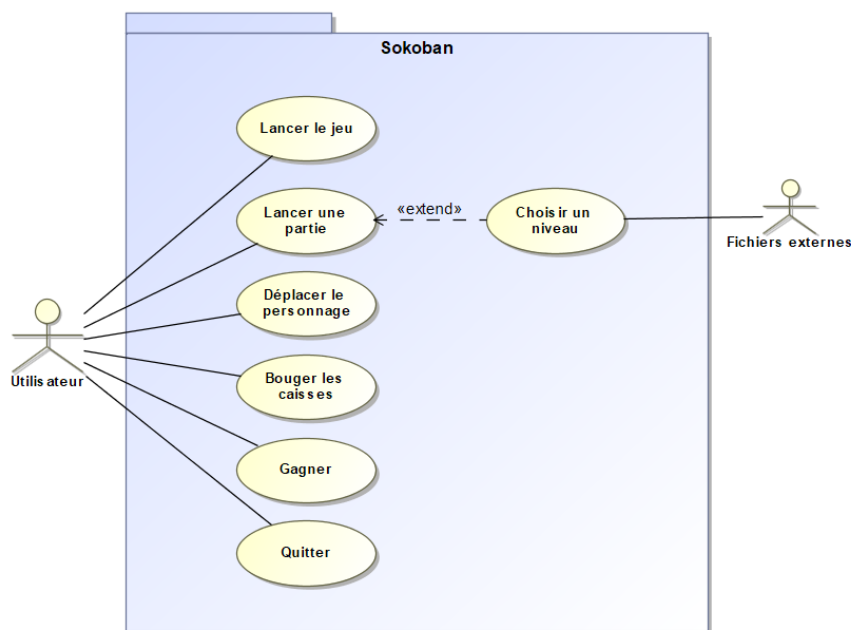 Sokoban
Lancer le jeu
Lancer une
partie
«extend»
Choisir un
niveau
Fichiers externes
Déplacer le
personnage
Utilisateur
Bouger les
caisses
Gagner
Quitter